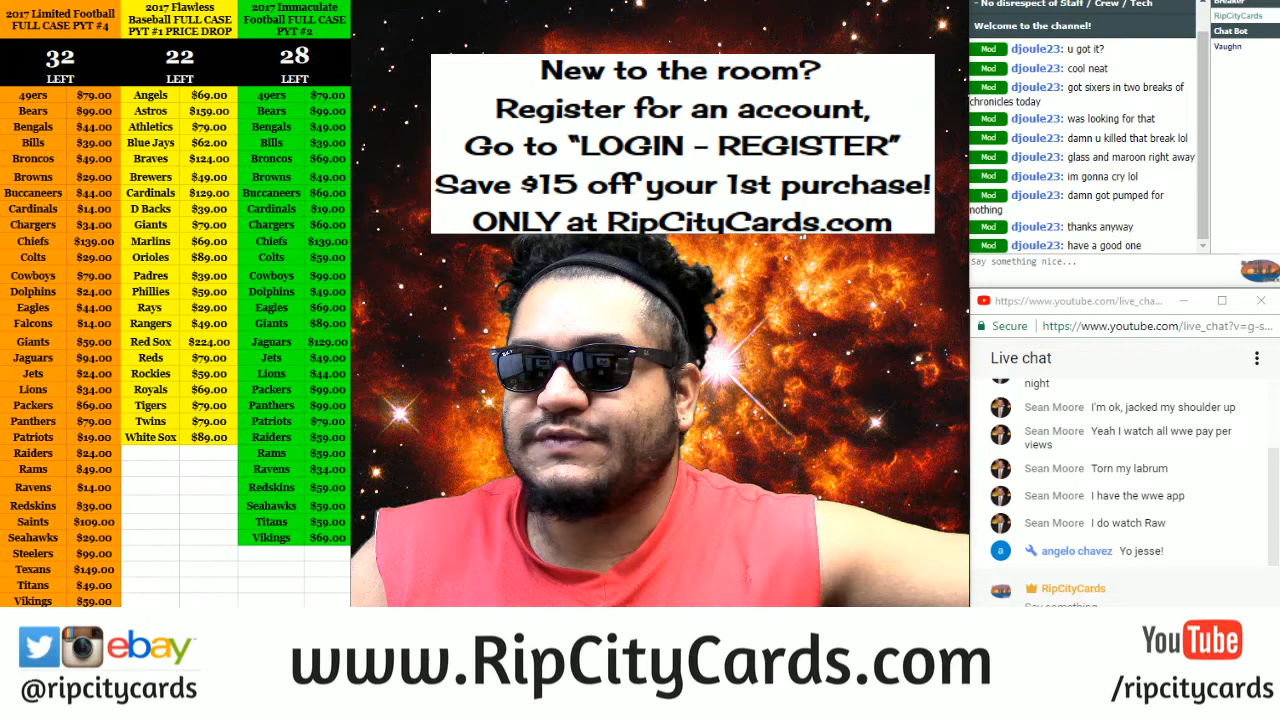 2017 Limited Football
FULL CASE PYT #4
32
LEFT
49ers $79.00
Bears $99.00
Bengals $44.00
Bills $39.00
Broncos $49.00
Browns $29.00
Buccaneers $44.00
Cardinals $14.00
Chargers $34.00
Chiefs $139.00
Colts $29.00
Cowboys $79.00
Dolphins $24.00
Eagles $44.00
Falcons $14.00
Giants $59.00
Jaguars $94.00
Jets $24.00
Lions $34.00
Packers $69.00
Panthers $79.00
Patriots $19.00
Raiders $24.00
Rams $49.00
Ravens $14.00
Redskins $39.00
Saints $109.00
Seahawks $29.00
Steelers $99.00
Texans $149.00
Titans $49.00
Vikings $59.00
2017 Flawless
Baseball FULL CASE
PYT #1 PRICE DROP
22
LEFT
Angels $69.00
Astros $159.00
Athletics $79.00
Blue Jays $62.00
Braves $124.00
Brewers $49.00
Cardinals $129.00
D Backs $39.00
Giants $79.00
Marlins $69.00
Orioles $89.00
Padres $39.00
Phillies $59.00
Rays $29.00
Rangers $49.00
Red Sox $224.00
Reds $79.00
Rockies $59.00
Royals $69.00
Tigers $79.00
Twins $79.00
White Sox $89.00
2017 Immaculate
Football FULL CASE
PYT #2
28
LEFT
49ers $79.00
Bears $99.00
Bengals $49.00
Bills $39.00
Broncos $69.00
Browns $49.00
Buccaneers $69.00
Cardinals $19.00
Chargers $69.00
Chiefs $139.00
Colts $59.00
Cowboys $99.00
Dolphins $49.00
Eagles $69.00
Giants $89.00
Jaguars $129.00
Jets $49.00
Lions $44.00
Packers $99.00
Panthers $99.00
Patriots $79.00
Raiders $59.00
Rams $59.00
Ravens $34.00
Redskins $59.00
Seahawks $59.00
Titans $59.00
Vikings $69.00
New to the room?
Register for an account,
Go to “LOGIN - REGISTER”
Save $15 off your 1st purchase!
ONLY at RipCityCards.com
- No disrespect of Staff / Crew / Tech
Welcome to the channel!
Mod djoule23: u got it?
Mod djoule23: cool neat
Mod djoule23: got sixers in two breaks of
chronicles today
Mod djoule23: was looking for that
Mod djoule23: damn u killed that break lol
Mod djoule23: glass and maroon right away
Mod djoule23: im gonna cry lol
Mod djoule23: damn got pumped for
nothing
Mod djoule23: thanks anyway
Mod djoule23: have a good one
Say something nice...
Breaker
RipCityCards
Chat Bot
Vaughn
https://www.youtube.com/live_cha...
Secure https://www.youtube.com/live_chat?v=g-s...
Live chat
night
Sean Moore I'm ok, jacked my shoulder up
Sean Moore Yeah I watch all wwe pay per
views
Sean Moore Torn my labrum
Sean Moore I have the wwe app
Sean Moore I do watch Raw
a angelo chavez Yo jesse!
RipCityCards
Say something...
ebay
@ripcitycards
www.RipCityCards.com
YouTube
/ripcitycards